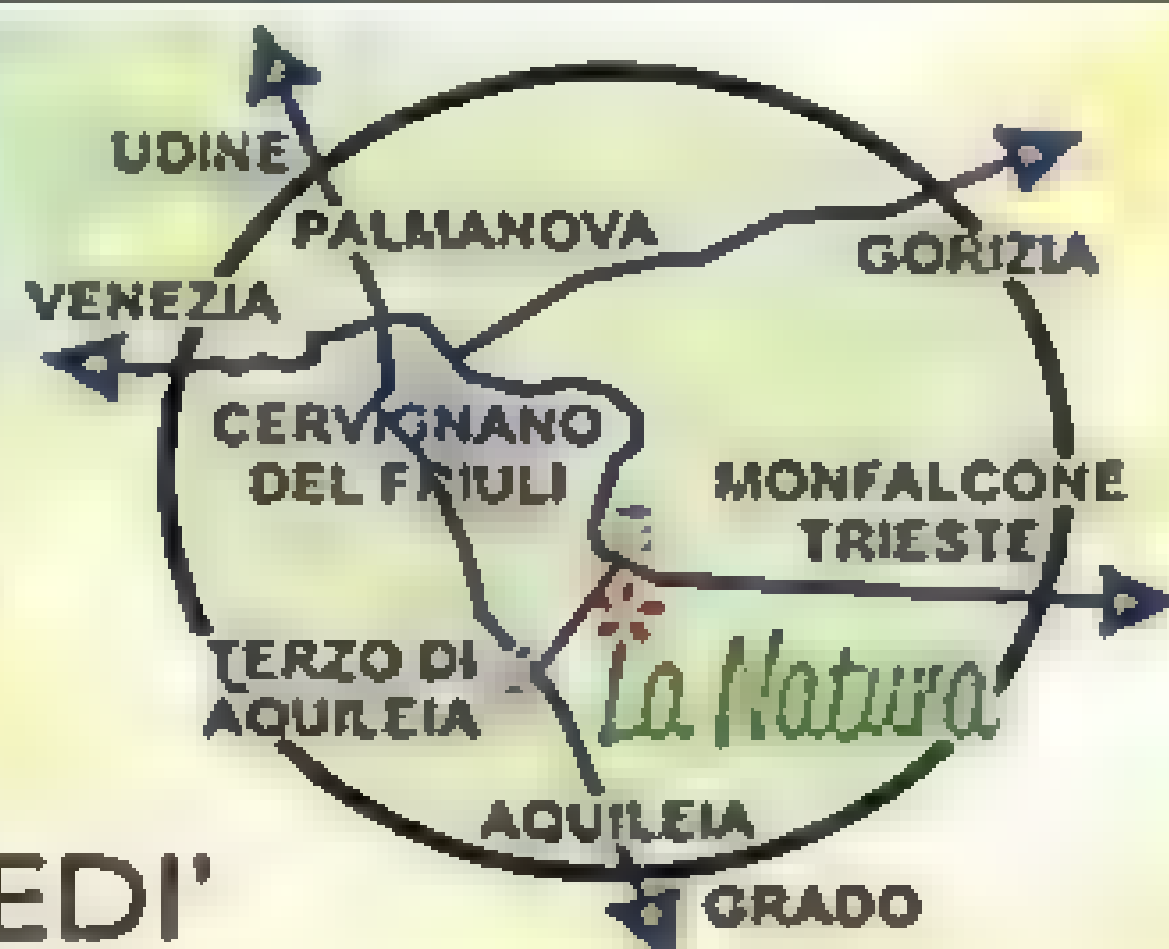 UDINE
PALMANOVA
GORIZIA
VENEZIA
CERVIGNANO
DEL FRIULI
MONFALCONE
TRIESTE
TERZO DI
AQUILEIA
La Natura
AQUILEIA
EDI'
GRADO